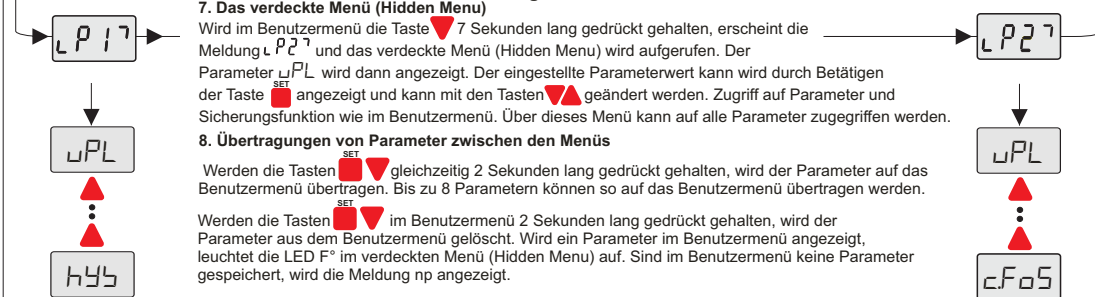 7. Das verdeckte Menü (Hidden Menu)
Wird im Benutzermenü die Taste 7 Sekunden lang gedrückt gehalten, erscheint die
Meldung [P2] und das verdeckte Menü (Hidden Menu) wird aufgerufen. Der
Parameter uPL wird dann angezeigt. Der eingestellte Parameterwert kann wird durch Betätigen
SET
der Taste angezeigt und kann mit den Tasten geändert werden. Zugriff auf Parameter und
Sicherungsfunktion wie im Benutzermenü. Über dieses Menü kann auf alle Parameter zugegriffen werden.
8. Übertragungen von Parameter zwischen den Menüs
SET
Werden die Tasten gleichzeitig 2 Sekunden lang gedrückt gehalten, wird der Parameter auf das
Benutzermenü übertragen. Bis zu 8 Parametern können so auf das Benutzermenü übertragen werden.
SET
Werden die Tasten im Benutzermenü 2 Sekunden lang gedrückt gehalten, wird der
Parameter aus dem Benutzermenü gelöscht. Wird ein Parameter im Benutzermenü angezeigt,
leuchtet die LED F° im verdeckten Menü (Hidden Menu) auf. Sind im Benutzermenü keine Parameter
gespeichert, wird die Meldung np angezeigt.
[P1]
uPL
hYS
[P2]
uPL
c.FoS